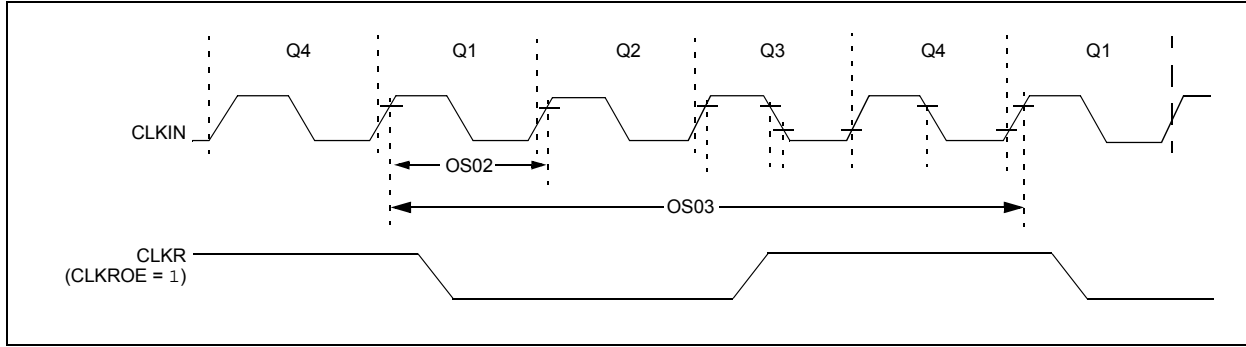 Q4 Q1 Q2 Q3 Q4 Q1
CLKIN
OS02
OS03
CLKR
(CLKROE = 1)